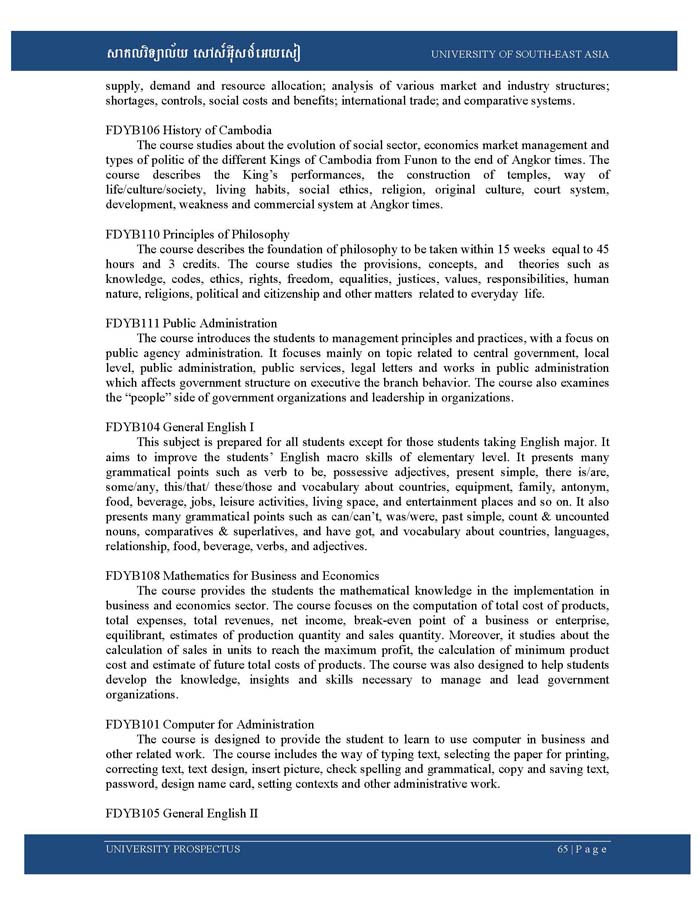 សាកលវិទ្យាល័យ សៅស៍អ៊ីសថ៍អេយសៀ UNIVERSITY OF SOUTH-EAST ASIA
supply, demand and resource allocation; analysis of various market and industry structures;
shortages, controls, social costs and benefits; international trade; and comparative systems.
FDYB106 History of Cambodia
The course studies about the evolution of social sector, economics market management and
types of politic of the different Kings of Cambodia from Funon to the end of Angkor times. The
course describes the King’s performances, the construction of temples, way of
life/culture/society, living habits, social ethics, religion, original culture, court system,
development, weakness and commercial system at Angkor times.
FDYB110 Principles of Philosophy
The course describes the foundation of philosophy to be taken within 15 weeks equal to 45
hours and 3 credits. The course studies the provisions, concepts, and theories such as
knowledge, codes, ethics, rights, freedom, equalities, justices, values, responsibilities, human
nature, religions, political and citizenship and other matters related to everyday life.
FDYB111 Public Administration
The course introduces the students to management principles and practices, with a focus on
public agency administration. It focuses mainly on topic related to central government, local
level, public administration, public services, legal letters and works in public administration
which affects government structure on executive the branch behavior. The course also examines
the “people” side of government organizations and leadership in organizations.
FDYB104 General English I
This subject is prepared for all students except for those students taking English major. It
aims to improve the students’ English macro skills of elementary level. It presents many
grammatical points such as verb to be, possessive adjectives, present simple, there is/are,
some/any, this/that/ these/those and vocabulary about countries, equipment, family, antonym,
food, beverage, jobs, leisure activities, living space, and entertainment places and so on. It also
presents many grammatical points such as can/can’t, was/were, past simple, count & uncounted
nouns, comparatives & superlatives, and have got, and vocabulary about countries, languages,
relationship, food, beverage, verbs, and adjectives.
FDYB108 Mathematics for Business and Economics
The course provides the students the mathematical knowledge in the implementation in
business and economics sector. The course focuses on the computation of total cost of products,
total expenses, total revenues, net income, break-even point of a business or enterprise,
equilibrant, estimates of production quantity and sales quantity. Moreover, it studies about the
calculation of sales in units to reach the maximum profit, the calculation of minimum product
cost and estimate of future total costs of products. The course was also designed to help students
develop the knowledge, insights and skills necessary to manage and lead government
organizations.
FDYB101 Computer for Administration
The course is designed to provide the student to learn to use computer in business and
other related work. The course includes the way of typing text, selecting the paper for printing,
correcting text, text design, insert picture, check spelling and grammatical, copy and saving text,
password, design name card, setting contexts and other administrative work.
FDYB105 General English II
UNIVERSITY PROSPECTUS 65 | P a g e